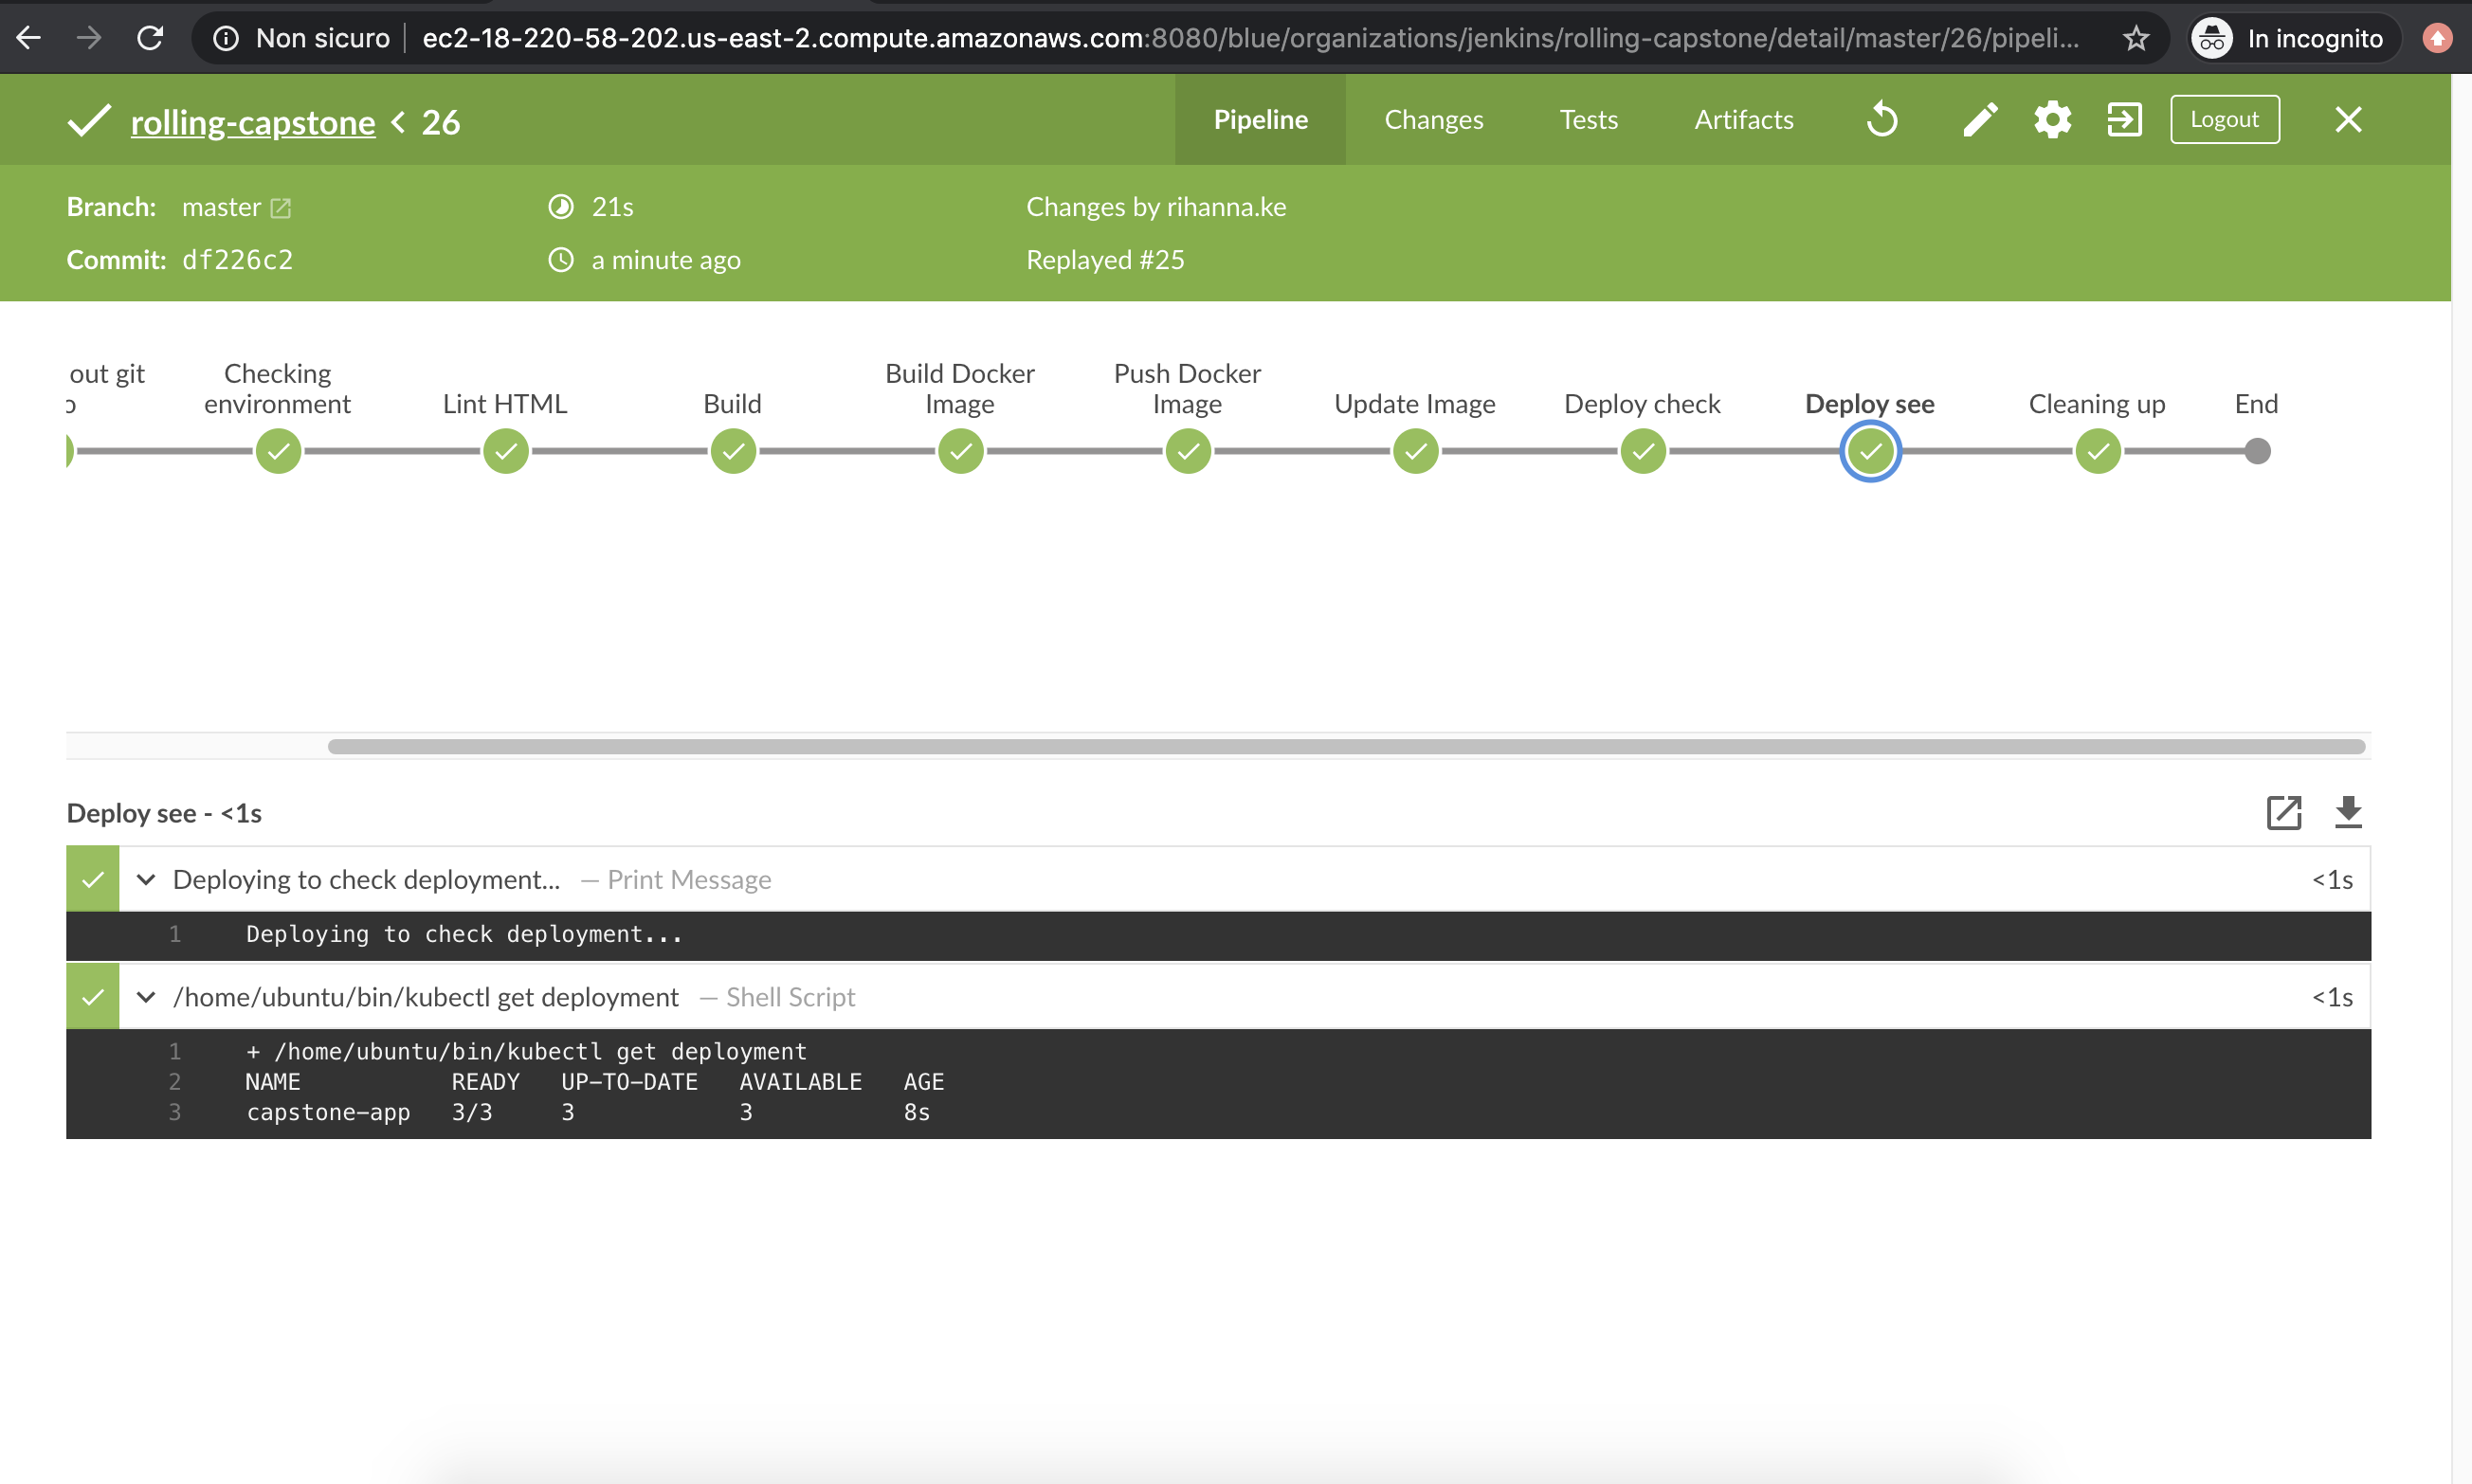 Non sicuro ec2-18-220-58-202.us-east-2.compute.amazonaws.com:8080/blue/organizations/jenkins/rolling-capstone/detail/master/26/pipeli... In incognito
rolling-capstone < 26 Pipeline Changes Tests Artifacts Logout
Branch: master 21s Changes by rihanna.ke
Commit: df226c2 a minute ago Replayed #25
out git
o
Checking
environment
Lint HTML
Build
Build Docker
Image
Push Docker
Image
Update Image
Deploy check
Deploy see
Cleaning up
End
Deploy see - <1s
Deploying to check deployment... — Print Message <1s
1 Deploying to check deployment...
/home/ubuntu/bin/kubectl get deployment — Shell Script <1s
1 + /home/ubuntu/bin/kubectl get deployment
2 NAME READY UP-TO-DATE AVAILABLE AGE
3 capstone-app 3/3 3 3 8s